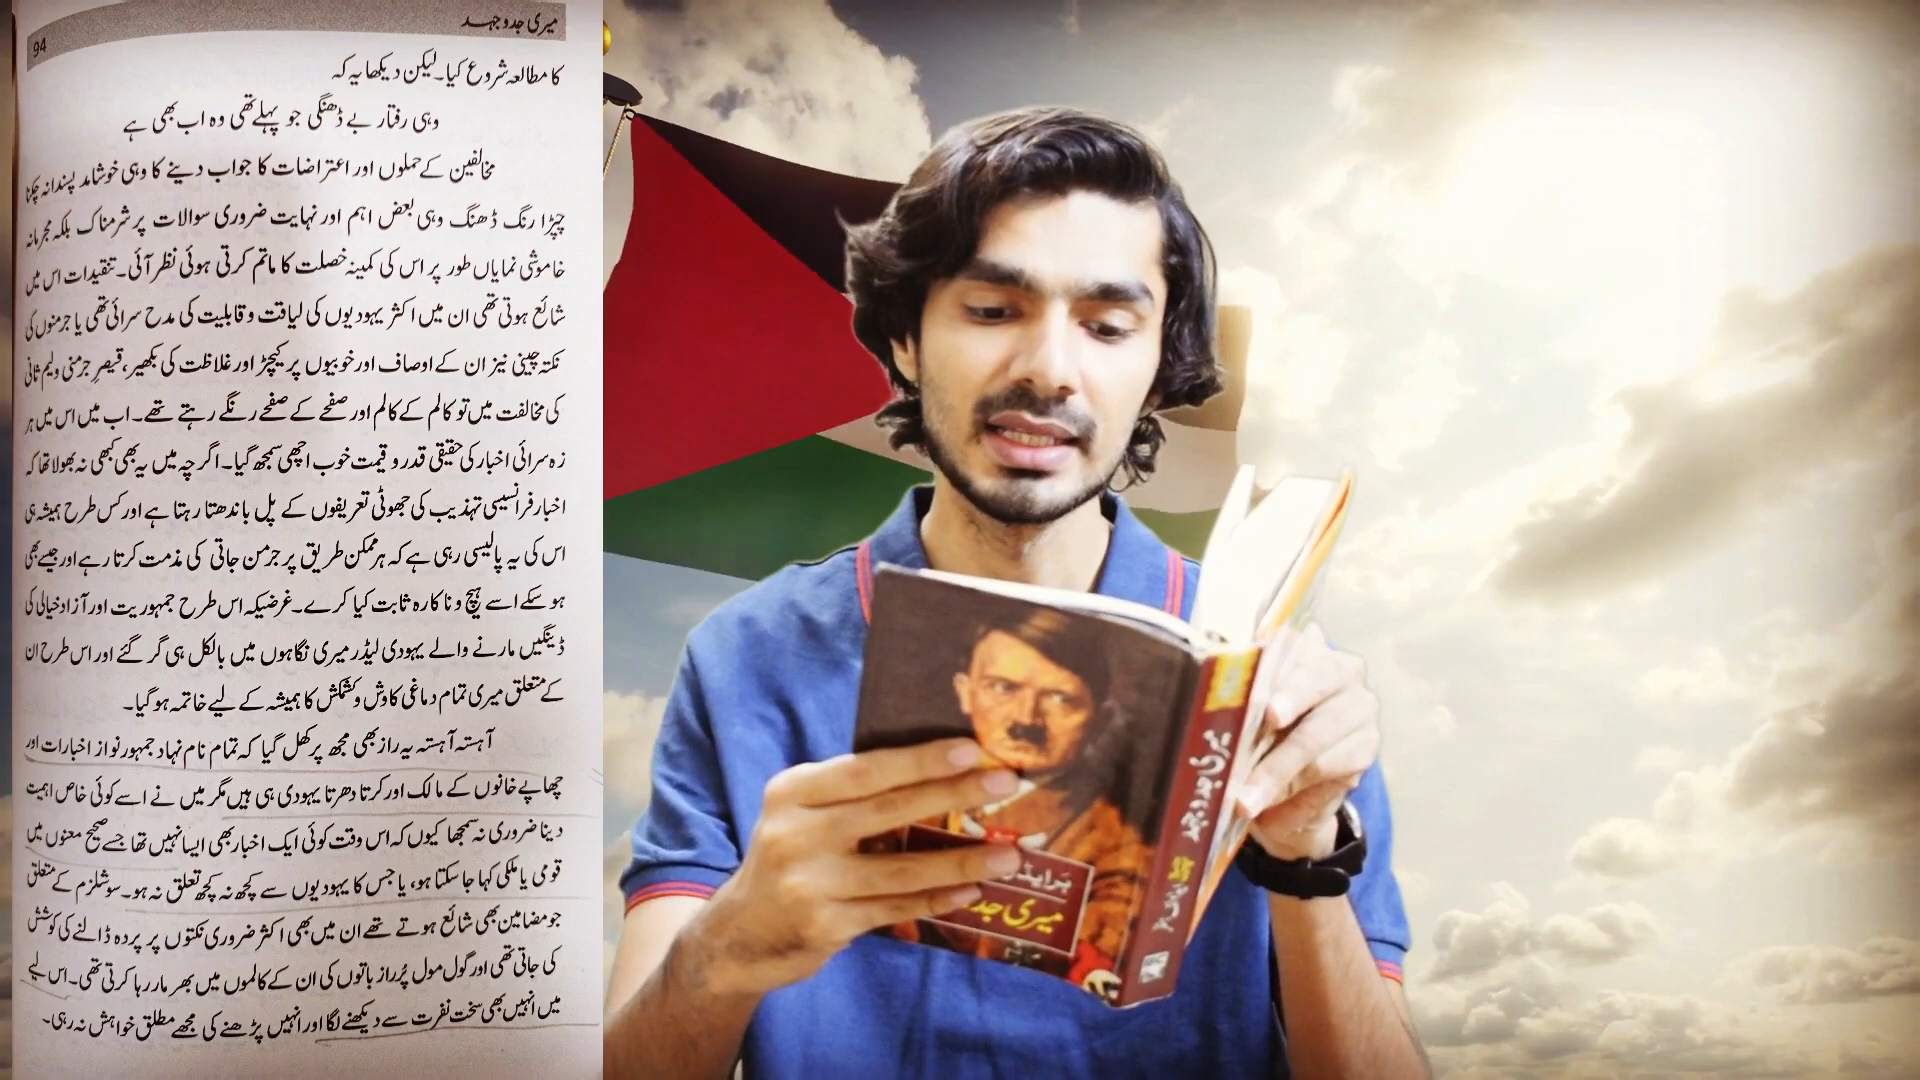 میری جدوجہد
94
کا مطالعہ شروع کیا۔ لیکن دیکھا یہ کہ
وہی رفتار بے ڈھنگی جو پہلے تھی وہ اب بھی ہے
مخالفین کے حملوں اور اعتراضات کا جواب دینے کا وہی خوشامد پسندانہ چکنا
چپڑا رنگ ڈھنگ وہی بعض اہم اور نہایت ضروری سوالات پر شرمناک بلکہ مجرمانہ
خاموشی نمایاں طور پر اس کی کمینہ خصلت کا ماتم کرتی ہوئی نظر آئی۔ تنقیدات اس میں
شائع ہوتی تھی ان میں اکثر یہودیوں کی لیاقت و قابلیت کی مدح سرائی تھی یا جرمنوں کی
نکتہ چینی نیز ان کے اوصاف اور خوبیوں پر کیچڑ اور غلاظت کی بکھیر، قیصرِ جرمنی ولیم ثانی
کی مخالفت میں تو کالم کے کالم اور صفحے کے صفحے رنگے رہتے تھے۔ اب میں اس میں ہر
زہ سرائی اخبار کی حقیقی قدر و قیمت خوب اچھی سمجھ گیا۔ اگرچہ میں یہ بھی کبھی نہ بھولا تھا کہ
اخبار فرانسیسی تہذیب کی جھوٹی تعریفوں کے پل باندھتا رہتا ہے اور کس طرح ہمیشہ ہی
اس کی یہ پالیسی رہی ہے کہ ہر ممکن طریق پر جرمن جاتی کی مذمت کرتا رہے اور جیسے بھی
ہو سکے اسے ہیچ و ناکارہ ثابت کیا کرے۔ غرضیکہ اس طرح جمہوریت اور آزاد خیالی کی
ڈینگیں مارنے والے یہودی لیڈر میری نگاہوں میں بالکل ہی گر گئے اور اس طرح ان
کے متعلق میری تمام دماغی کاوش و کشمکش کا ہمیشہ کے لیے خاتمہ ہو گیا۔
آہستہ آہستہ یہ راز بھی مجھ پر کھل گیا کہ تمام نام نہاد جمہور نواز اخبارات اور
چھاپے خانوں کے مالک اور کرتا دھرتا یہودی ہی ہیں مگر میں نے اسے کوئی خاص اہمیت
دینا ضروری نہ سمجھا کیوں کہ اس وقت کوئی ایک اخبار بھی ایسا نہیں تھا جسے صحیح معنوں میں
قومی یا ملکی کہا جا سکتا ہو، یا جس کا یہودیوں سے کچھ نہ کچھ تعلق نہ ہو۔ سوشلزم کے متعلق
جو مضامین بھی شائع ہوتے تھے ان میں بھی اکثر ضروری نکتوں پر پردہ ڈالنے کی کوشش
کی جاتی تھی اور گول مول پُر راز باتوں کی ان کے کالموں میں بھرمار رہا کرتی تھی۔ اس لیے
میں انہیں بھی سخت نفرت سے دیکھنے لگا اور انہیں پڑھنے کی مجھے مطلق خواہش نہ رہی۔
میری جد
میری جدوجہد